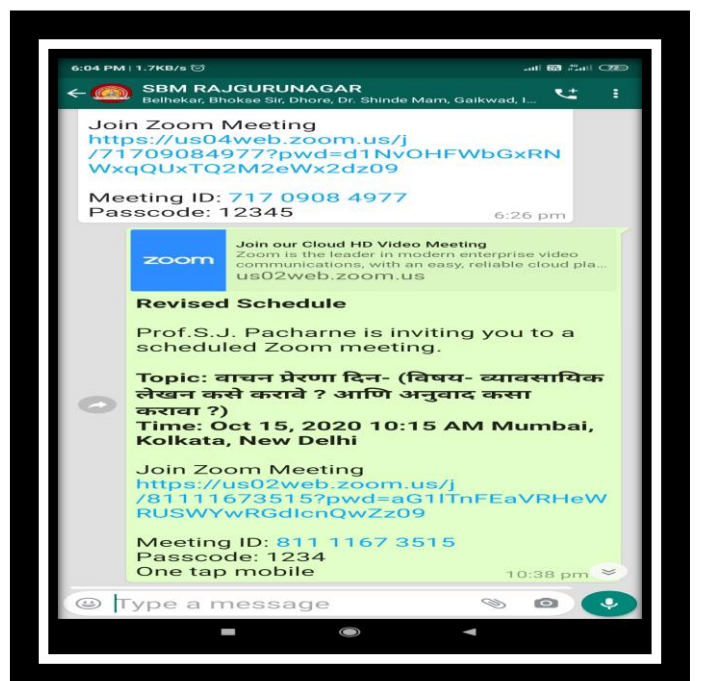 6:04 PM | 1.7KB/s
SBM RAJGURUNAGAR
Belhekar, Bhokse Sir, Dhore, Dr. Shinde Mam, Gaikwad, I...
Join Zoom Meeting
https://us04web.zoom.us/j
/71709084977?pwd=d1NvOHFWbGxRN
WxqQUxTQ2M2eWx2dz09
Meeting ID: 717 0908 4977
Passcode: 12345
6:26 pm
zoom
Join our Cloud HD Video Meeting
Zoom is the leader in modern enterprise video
communications, with an easy, reliable cloud pla...
us02web.zoom.us
Revised Schedule
Prof.S.J. Pacharne is inviting you to a
scheduled Zoom meeting.
Topic: वाचन प्रेरणा दिन- (विषय- व्यावसायिक
लेखन कसे करावे ? आणि अनुवाद कसा
करावा ?)
Time: Oct 15, 2020 10:15 AM Mumbai,
Kolkata, New Delhi
Join Zoom Meeting
https://us02web.zoom.us/j
/81111673515?pwd=aG1lTnFEaVRHeW
RUSWYwRGdIcnQwZz09
Meeting ID: 811 1167 3515
Passcode: 1234
One tap mobile
10:38 pm
Type a message